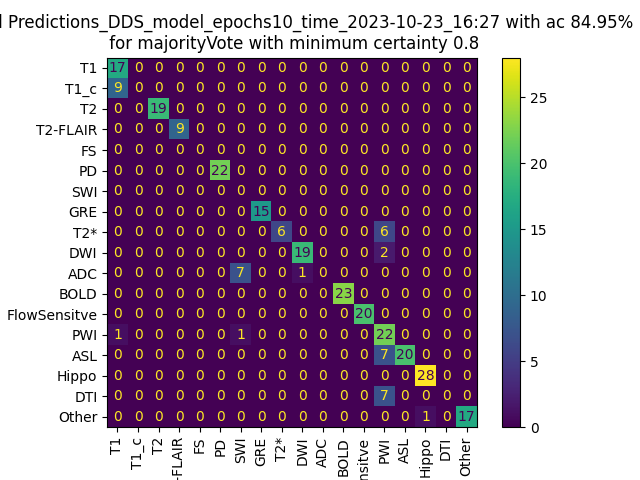 l Predictions_DDS_model_epochs10_time_2023-10-23_16:27 with ac 84.95%
for majorityVote with minimum certainty 0.8
T1 17 0 0 0 0 0 0 0 0 0 0 0 0 0 0 0 0 0
T1_c 9 0 0 0 0 0 0 0 0 0 0 0 0 0 0 0 0 0
T2 0 0 19 0 0 0 0 0 0 0 0 0 0 0 0 0 0 0
T2-FLAIR 0 0 0 9 0 0 0 0 0 0 0 0 0 0 0 0 0 0
FS 0 0 0 0 0 0 0 0 0 0 0 0 0 0 0 0 0 0
PD 0 0 0 0 0 22 0 0 0 0 0 0 0 0 0 0 0 0
SWI 0 0 0 0 0 0 0 0 0 0 0 0 0 0 0 0 0 0
GRE 0 0 0 0 0 0 0 15 0 0 0 0 0 0 0 0 0 0
T2* 0 0 0 0 0 0 0 0 6 0 0 0 0 6 0 0 0 0
DWI 0 0 0 0 0 0 0 0 0 19 0 0 0 2 0 0 0 0
ADC 0 0 0 0 0 0 7 0 0 1 0 0 0 0 0 0 0 0
BOLD 0 0 0 0 0 0 0 0 0 0 0 23 0 0 0 0 0 0
FlowSensitve 0 0 0 0 0 0 0 0 0 0 0 0 20 0 0 0 0 0
PWI 1 0 0 0 0 0 1 0 0 0 0 0 0 22 0 0 0 0
ASL 0 0 0 0 0 0 0 0 0 0 0 0 0 7 20 0 0 0
Hippo 0 0 0 0 0 0 0 0 0 0 0 0 0 0 0 28 0 0
DTI 0 0 0 0 0 0 0 0 0 0 0 0 0 7 0 0 0 0
Other 0 0 0 0 0 0 0 0 0 0 0 0 0 0 0 1 0 17
T1 T1_c T2 -FLAIR FS PD SWI GRE T2* DWI ADC BOLD nsitve PWI ASL Hippo DTI Other
25
20
15
10
5
0